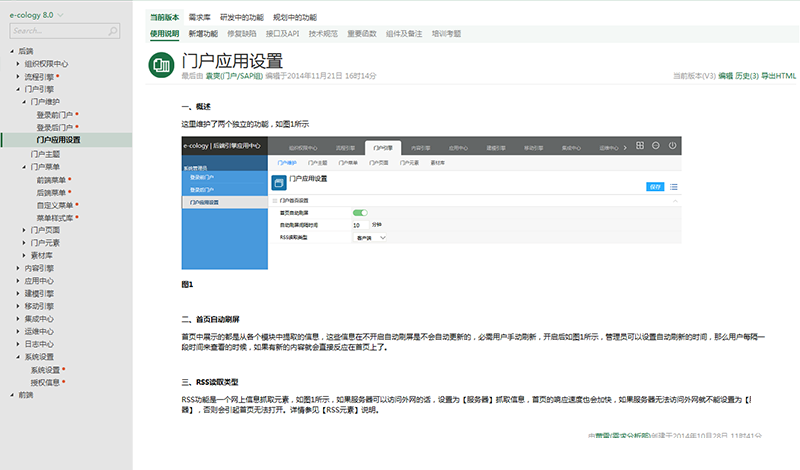 e-cology 8.0
Search...
后端
组织权限中心
流程引擎
门户引擎
门户维护
登录前门户
登录后门户
门户应用设置
门户主题
门户菜单
前端菜单
后端菜单
自定义菜单
菜单样式库
门户页面
门户元素
素材库
内容引擎
应用中心
建模引擎
移动引擎
集成中心
运维中心
日志中心
系统设置
系统设置
授权信息
前端
当前版本 需求库 研发中的功能 规划中的功能
使用说明 新增功能 修复缺陷 接口及API 技术规范 重要函数 组件及备注 培训考题
门户应用设置
最后由 袁爽(门户/SAP组) 编辑于2014年11月21日 16时14分
当前版本(V3) 编辑 历史(3) 导出HTML
一、概述
这里维护了两个独立的功能，如图1所示
e-cology | 后端引擎应用中心
组织权限中心 流程引擎 门户引擎 内容引擎 应用中心 建模引擎 移动引擎 集成中心 运维中心
系统管理员
门户维护 门户主题 门户菜单 门户页面 门户元素 素材库
登录前门户
登录后门户
门户应用设置
门户应用设置
保存
门户首页设置
首页自动刷屏
自动刷屏间隔时间 10 分钟
RSS读取类型 客户端
图1
二、首页自动刷屏
首页中展示的都是从各个模块中提取的信息，这些信息在不开启自动刷屏是不会自动更新的，必需用户手动刷新，开启后如图1所示，管理员可以设置自动刷新的时间，那么用户每隔一
段时间来查看的时候，如果有新的内容就会直接反应在首页上了。
三、RSS读取类型
RSS功能是一个网上信息抓取元素，如图1所示，如果服务器可以访问外网的话，设置为【服务器】抓取信息，首页的响应速度也会加快，如果服务器无法访问外网就不能设置为【
器】，否则会引起首页无法打开。详情参见【RSS元素】说明。
(需求分析部)创建于2014年10月28日 11时41分